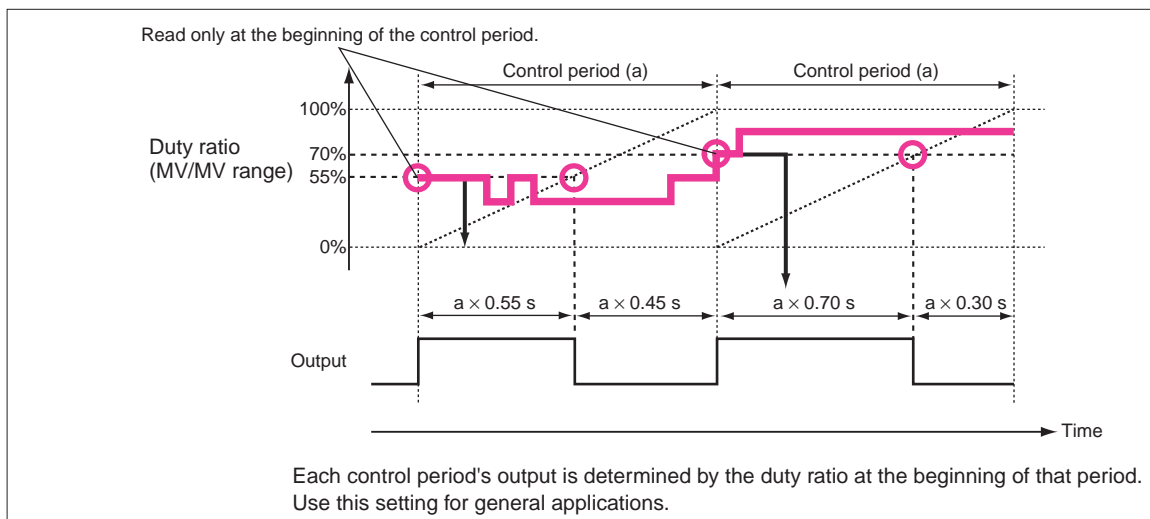 Read only at the beginning of the control period.
Control period (a)
Control period (a)
100%
Duty ratio
(MV/MV range)
70%
55%
0%
a × 0.55 s
a × 0.45 s
a × 0.70 s
a × 0.30 s
Output
Time
Each control period's output is determined by the duty ratio at the beginning of that period.
Use this setting for general applications.